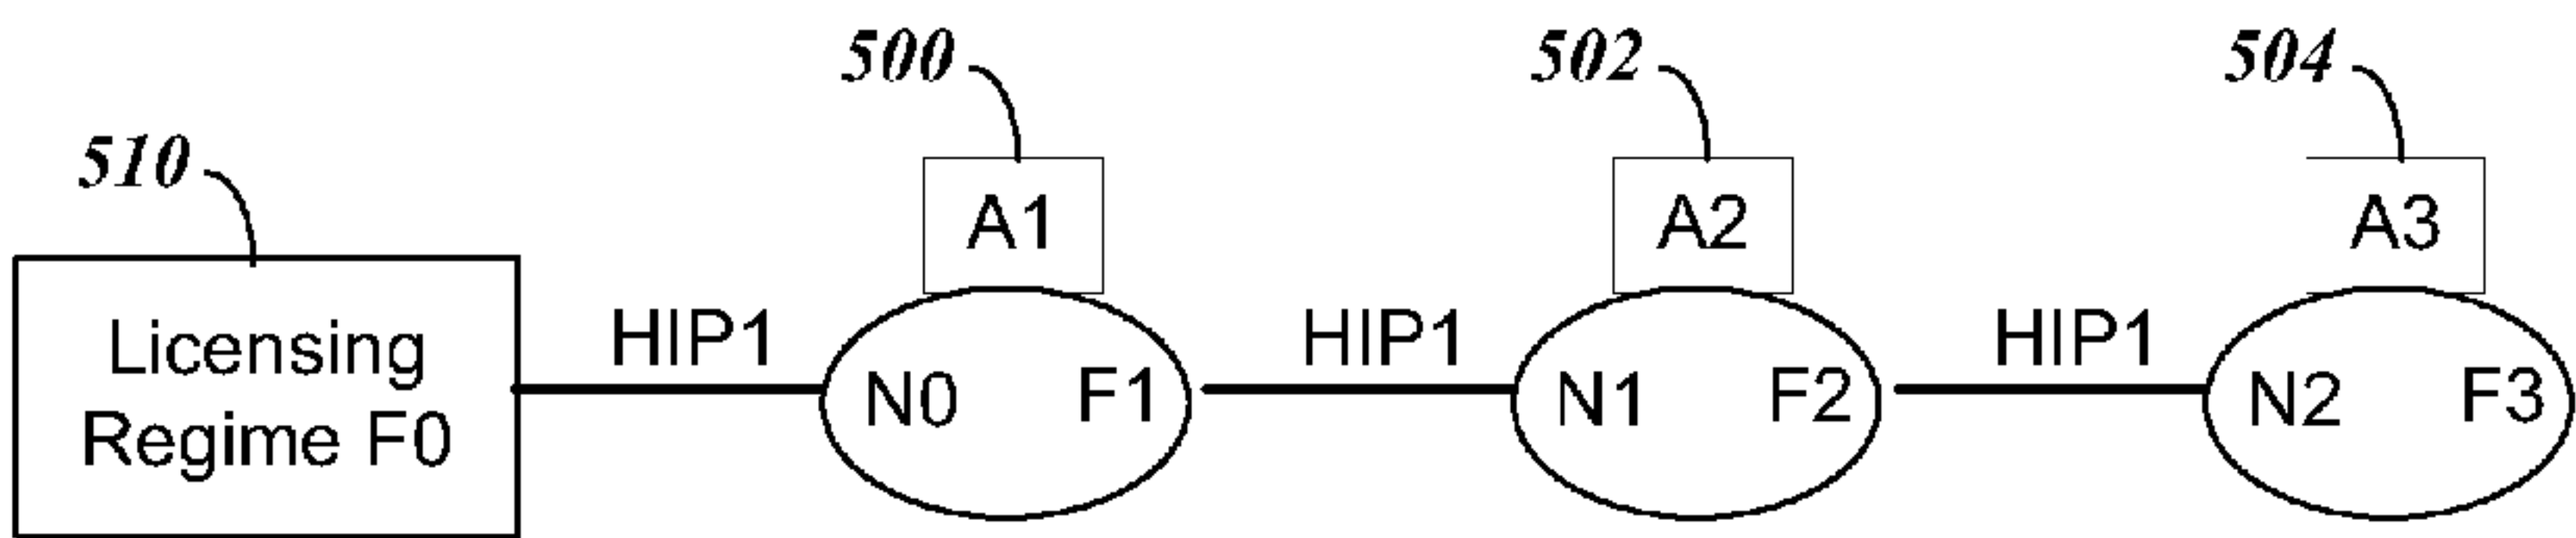 500 502 504
510
A1 A2 A3
Licensing
Regime F0
HIP1 HIP1 HIP1
N0 F1 N1 F2 N2 F3